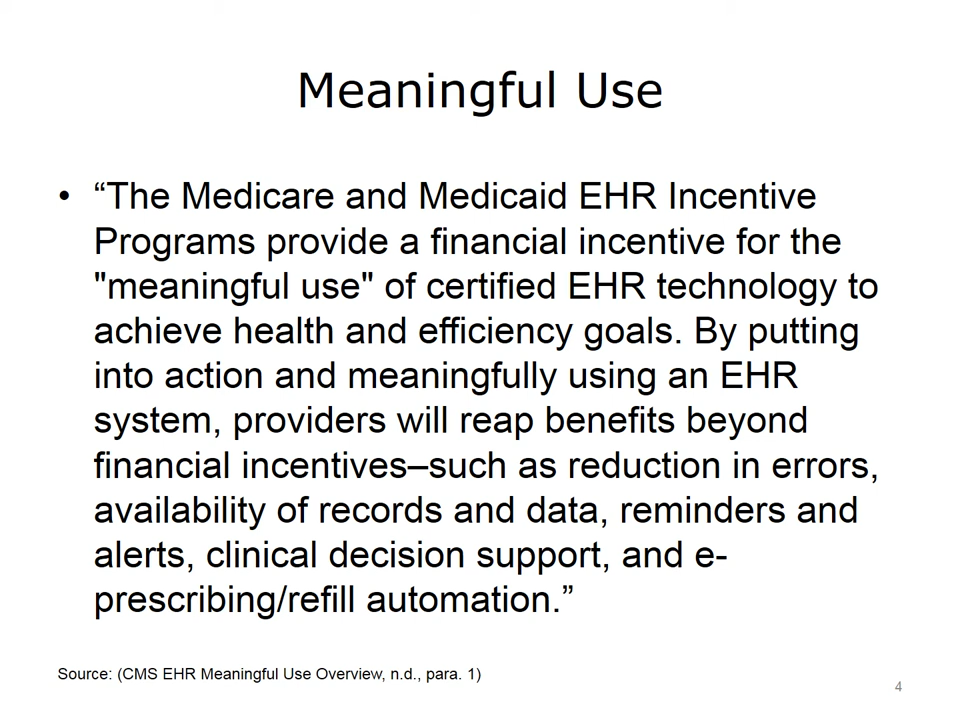 Meaningful Use
• “The Medicare and Medicaid EHR Incentive
Programs provide a financial incentive for the
"meaningful use" of certified EHR technology to
achieve health and efficiency goals. By putting
into action and meaningfully using an EHR
system, providers will reap benefits beyond
financial incentives–such as reduction in errors,
availability of records and data, reminders and
alerts, clinical decision support, and e-
prescribing/refill automation.”
Source: (CMS EHR Meaningful Use Overview, n.d., para. 1)
4